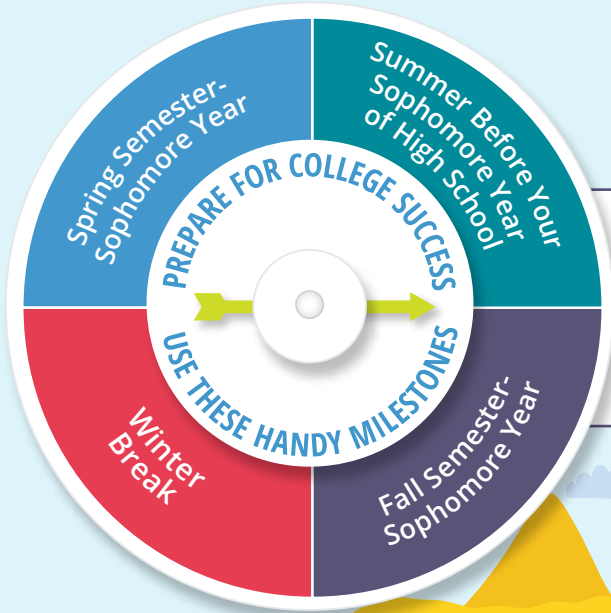 PREPARE FOR COLLEGE SUCCESS
USE THESE HANDY MILESTONES
Summer Before Your
Sophomore Year
of High School
Fall Semester-
Sophomore Year
Winter
Break
Spring Semester-
Sophomore Year